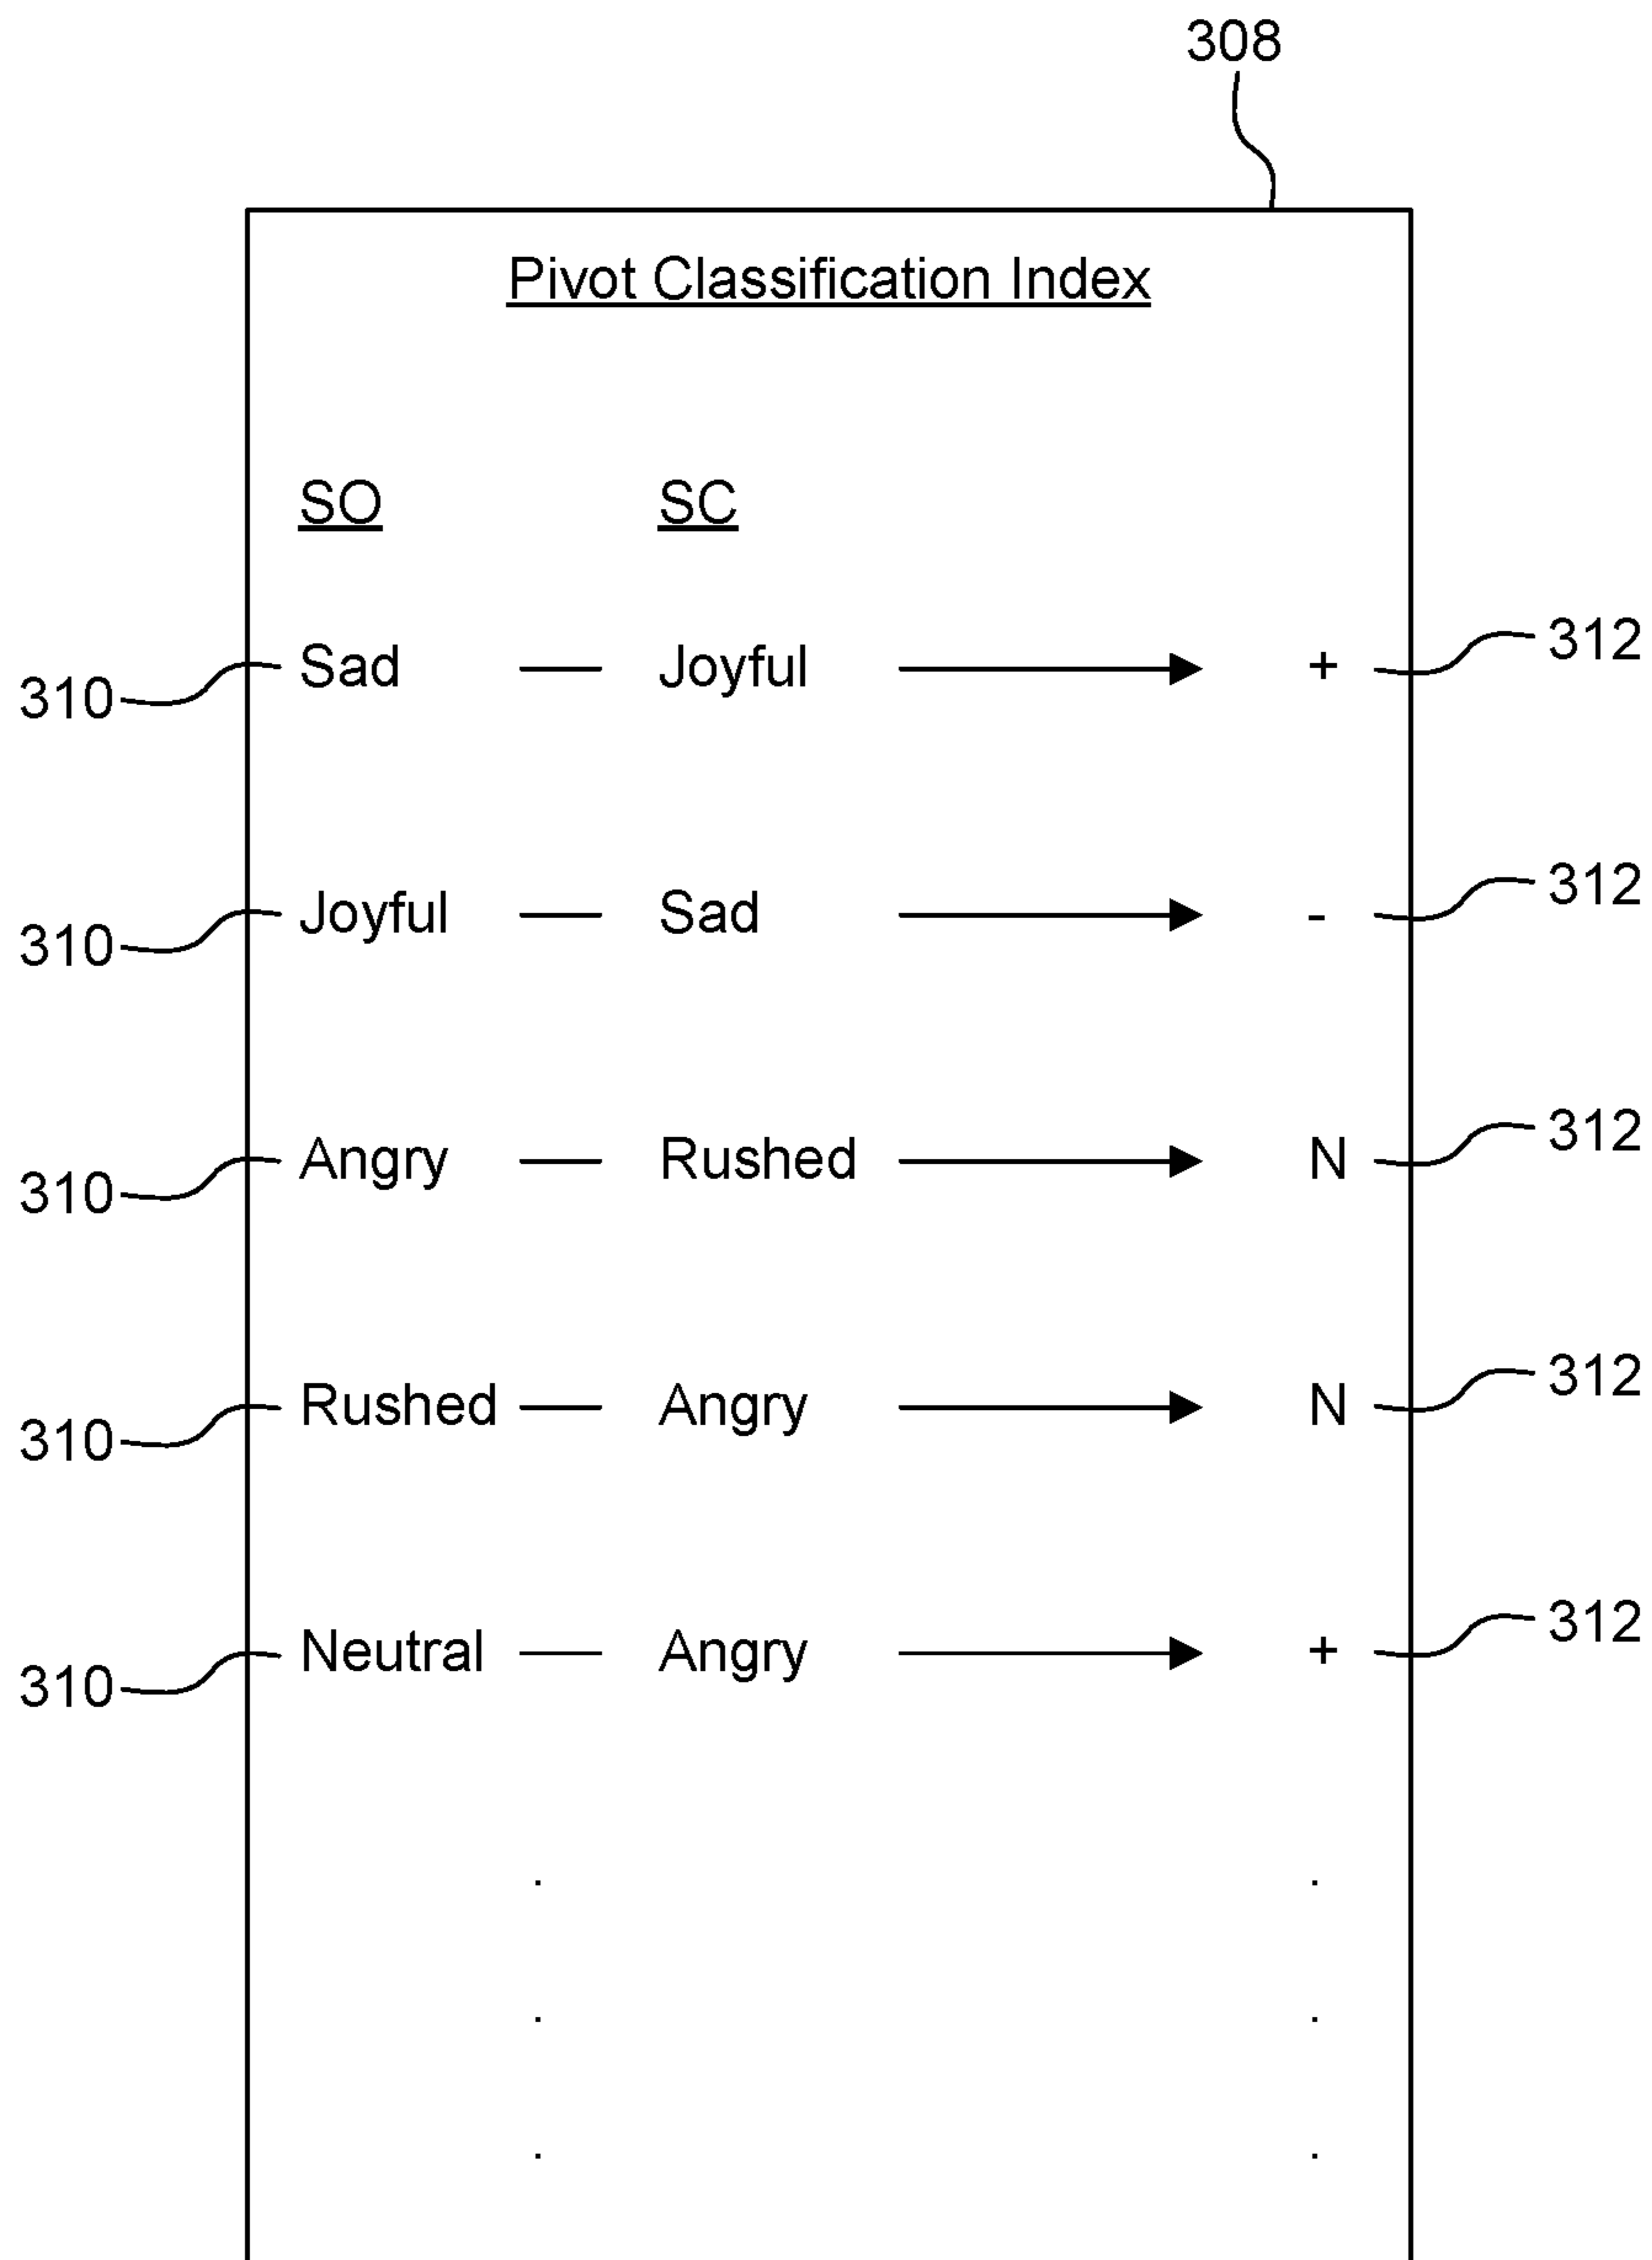 308
Pivot Classification Index
SO SC
310 Sad — Joyful + 312
310 Joyful — Sad - 312
310 Angry — Rushed N 312
310 Rushed — Angry N 312
310 Neutral — Angry + 312
. .
. .
. .